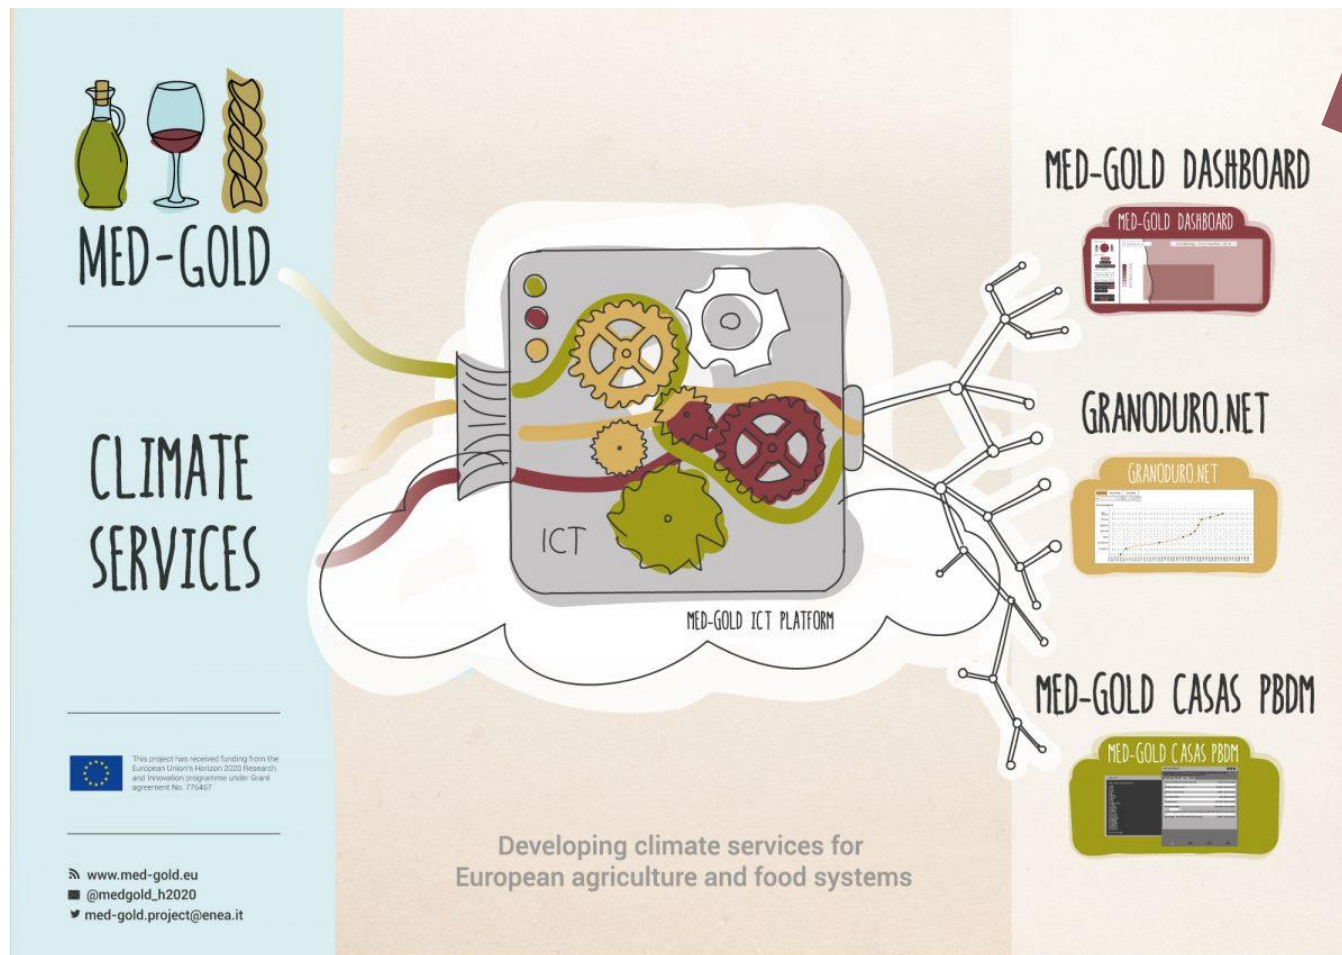 MED-GOLD
CLIMATE
SERVICES
This project has received funding from the
European Union's Horizon 2020 Research
and Innovation programme under Grant
agreement No. 776467
www.med-gold.eu
@medgold_h2020
med-gold.project@enea.it
ICT
MED-GOLD ICT PLATFORM
Developing climate services for
European agriculture and food systems
MED-GOLD DASHBOARD
MED-GOLD DASHBOARD
GRANODURO.NET
GRANODURO.NET
MED-GOLD CASAS PBDM
MED-GOLD CASAS PBDM